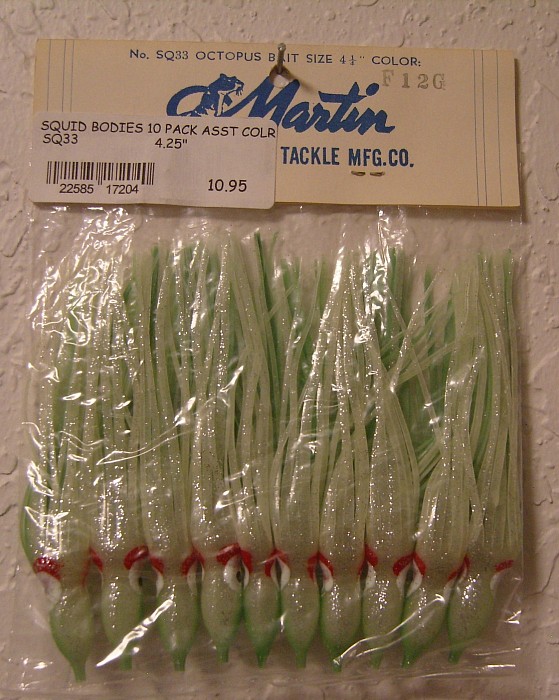 No. SQ33 OCTOPUS BAIT SIZE 4¼" COLOR:
F12G
Martin
TACKLE MFG.CO.
SQUID BODIES 10 PACK ASST COLR
SQ33 4.25"
22585 17204
10.95